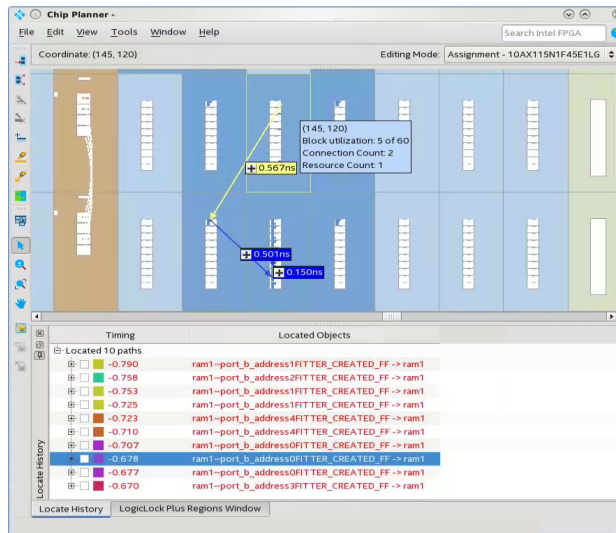 Chip Planner -
File Edit View Tools Window Help
Search Intel FPGA
Coordinate: (145, 120)
Editing Mode: Assignment - 10AX115N1F45E1LG
(145, 120)
Block utilization: 5 of 60
Connection Count: 2
Resource Count: 1
0.567ns
0.501ns
0.150ns
Timing Located Objects
Located 10 paths
-0.790 ram1~port_b_address1FITTER_CREATED_FF -> ram1
-0.758 ram1~port_b_address2FITTER_CREATED_FF -> ram1
-0.753 ram1~port_b_address1FITTER_CREATED_FF -> ram1
-0.725 ram1~port_b_address1FITTER_CREATED_FF -> ram1
-0.723 ram1~port_b_address4FITTER_CREATED_FF -> ram1
-0.710 ram1~port_b_address4FITTER_CREATED_FF -> ram1
-0.707 ram1~port_b_address0FITTER_CREATED_FF -> ram1
-0.678 ram1~port_b_address0FITTER_CREATED_FF -> ram1
-0.677 ram1~port_b_address0FITTER_CREATED_FF -> ram1
-0.670 ram1~port_b_address3FITTER_CREATED_FF -> ram1
Locate History
Locate History LogicLock Plus Regions Window